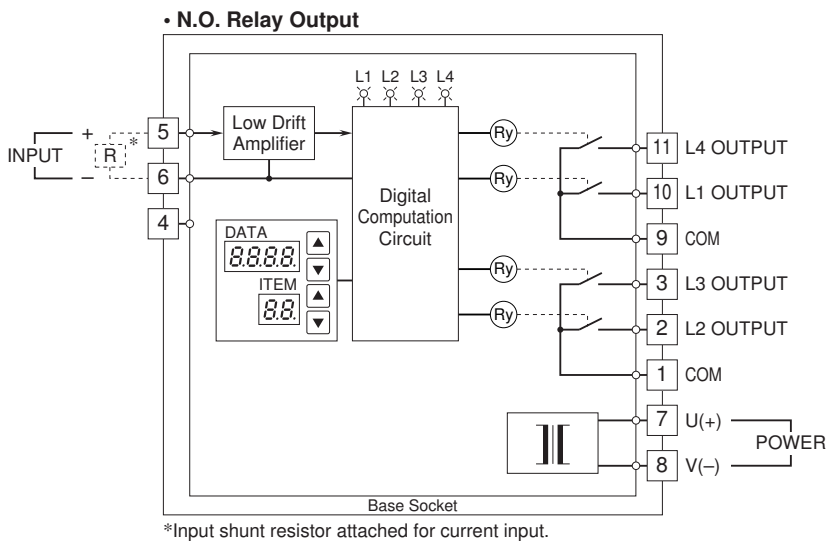 • N.O. Relay Output
L1 L2 L3 L4
INPUT
+
–
R
*
5
6
4
Low Drift
Amplifier
Digital
Computation
Circuit
DATA
8.8.8.8.
ITEM
8.8.
▲
▼
▲
▼
Ry
Ry
Ry
Ry
11 L4 OUTPUT
10 L1 OUTPUT
9 COM
3 L3 OUTPUT
2 L2 OUTPUT
1 COM
7 U(+)
8 V(–)
POWER
Base Socket
*Input shunt resistor attached for current input.